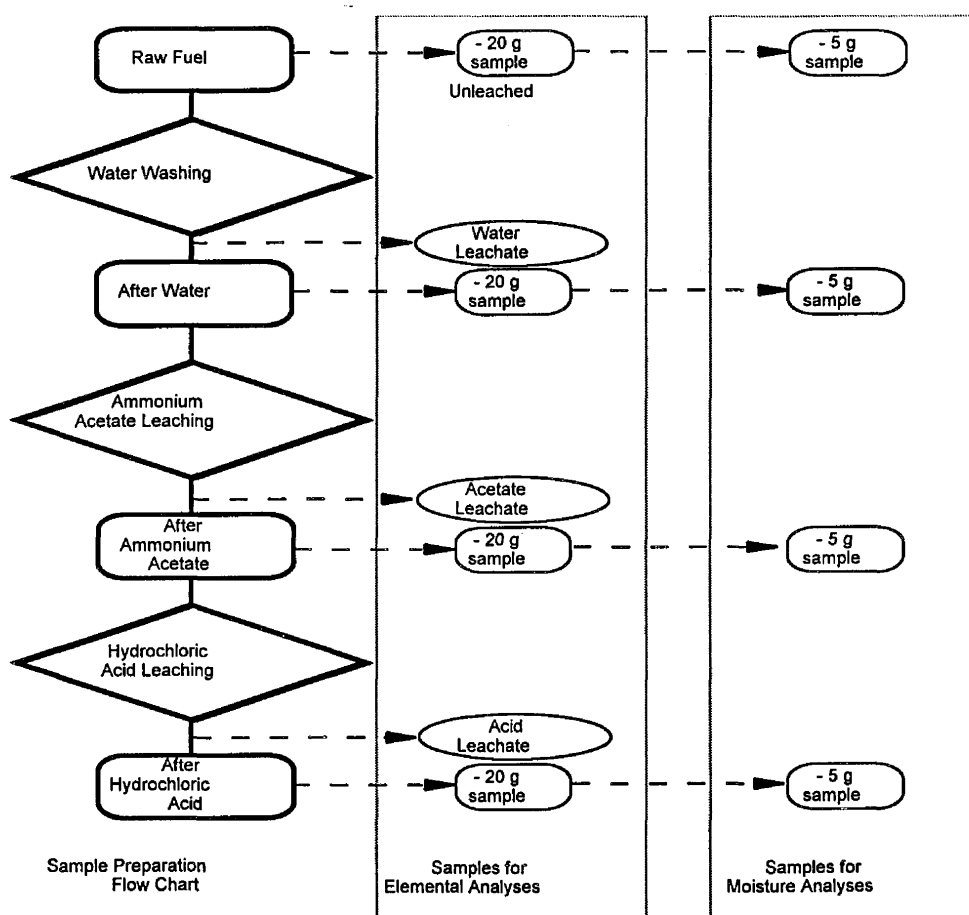 Raw Fuel
- 20 g
sample
Unleached
- 5 g
sample
Water Washing
Water
Leachate
After Water
- 20 g
sample
- 5 g
sample
Ammonium
Acetate Leaching
Acetate
Leachate
After
Ammonium
Acetate
- 20 g
sample
- 5 g
sample
Hydrochloric
Acid Leaching
Acid
Leachate
After
Hydrochloric
Acid
- 20 g
sample
- 5 g
sample
Sample Preparation
Flow Chart
Samples for
Elemental Analyses
Samples for
Moisture Analyses